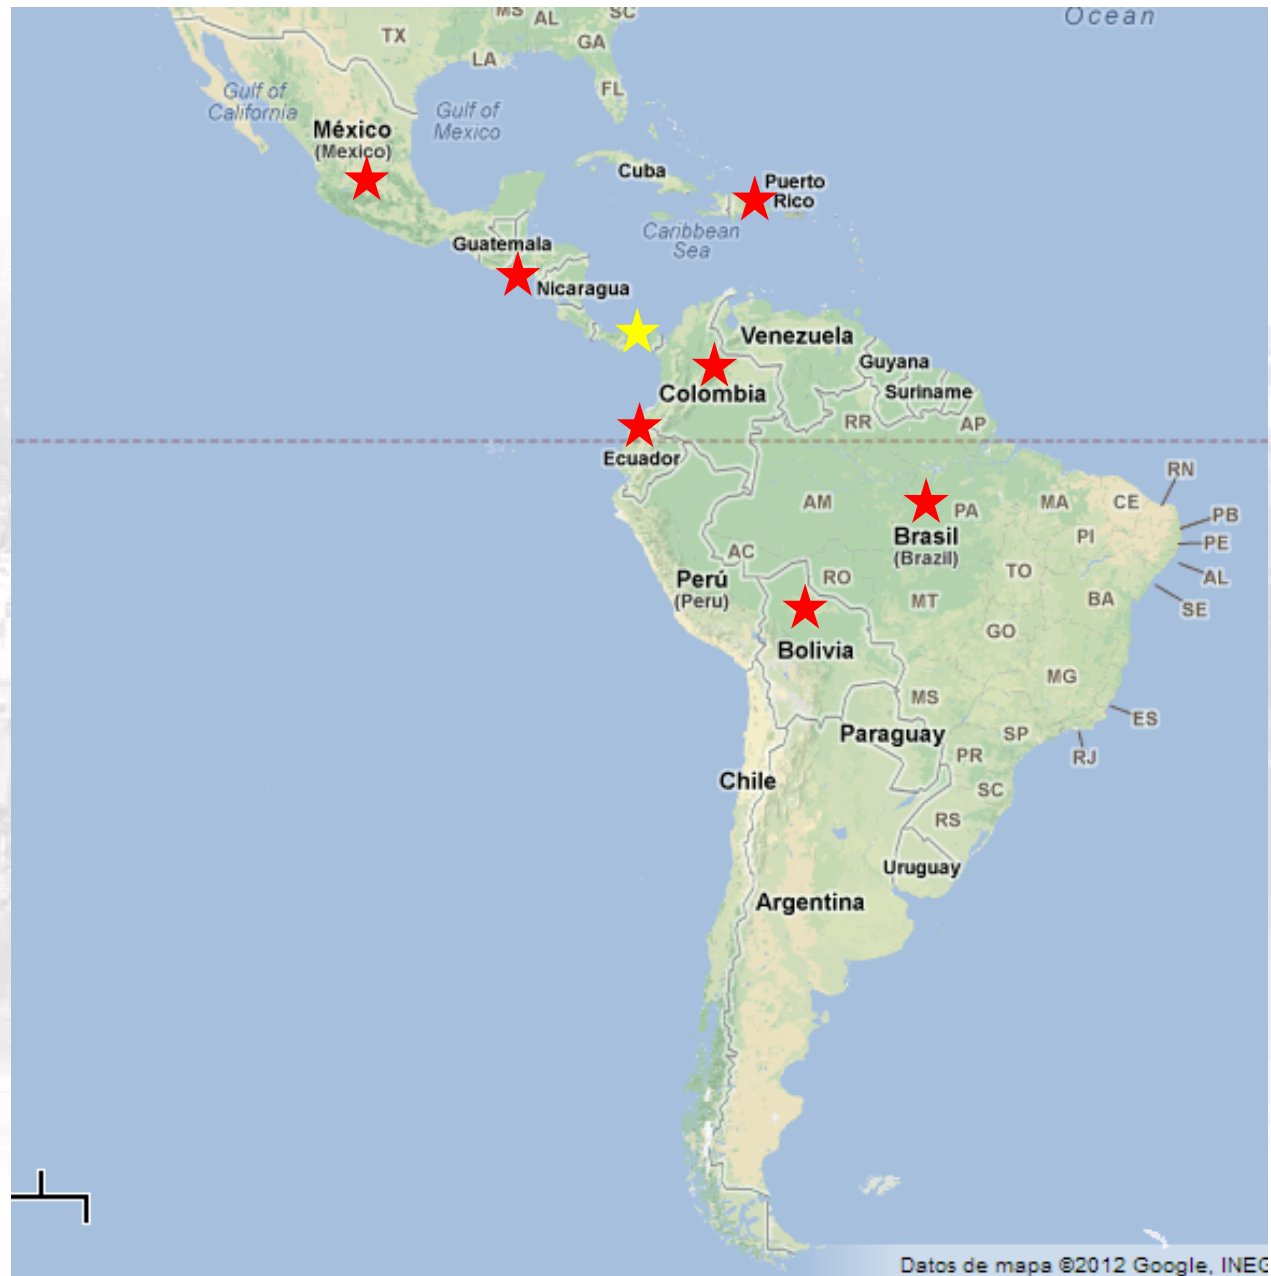 Ocean
MS
AL
SC
TX
GA
LA
FL
Gulf of
California
Gulf of
Mexico
México
(Mexico)
Cuba
Puerto
Rico
Caribbean
Sea
Guatemala
Nicaragua
Venezuela
Guyana
Colombia
Suriname
RR
AP
Ecuador
RN
AM
PA
MA
CE
PB
Brasil
(Brazil)
PI
PE
AC
Perú
(Peru)
RO
TO
AL
MT
BA
SE
GO
Bolivia
MG
MS
ES
Paraguay
SP
PR
RJ
Chile
SC
RS
Uruguay
Argentina
Datos de mapa ©2012 Google, INEG